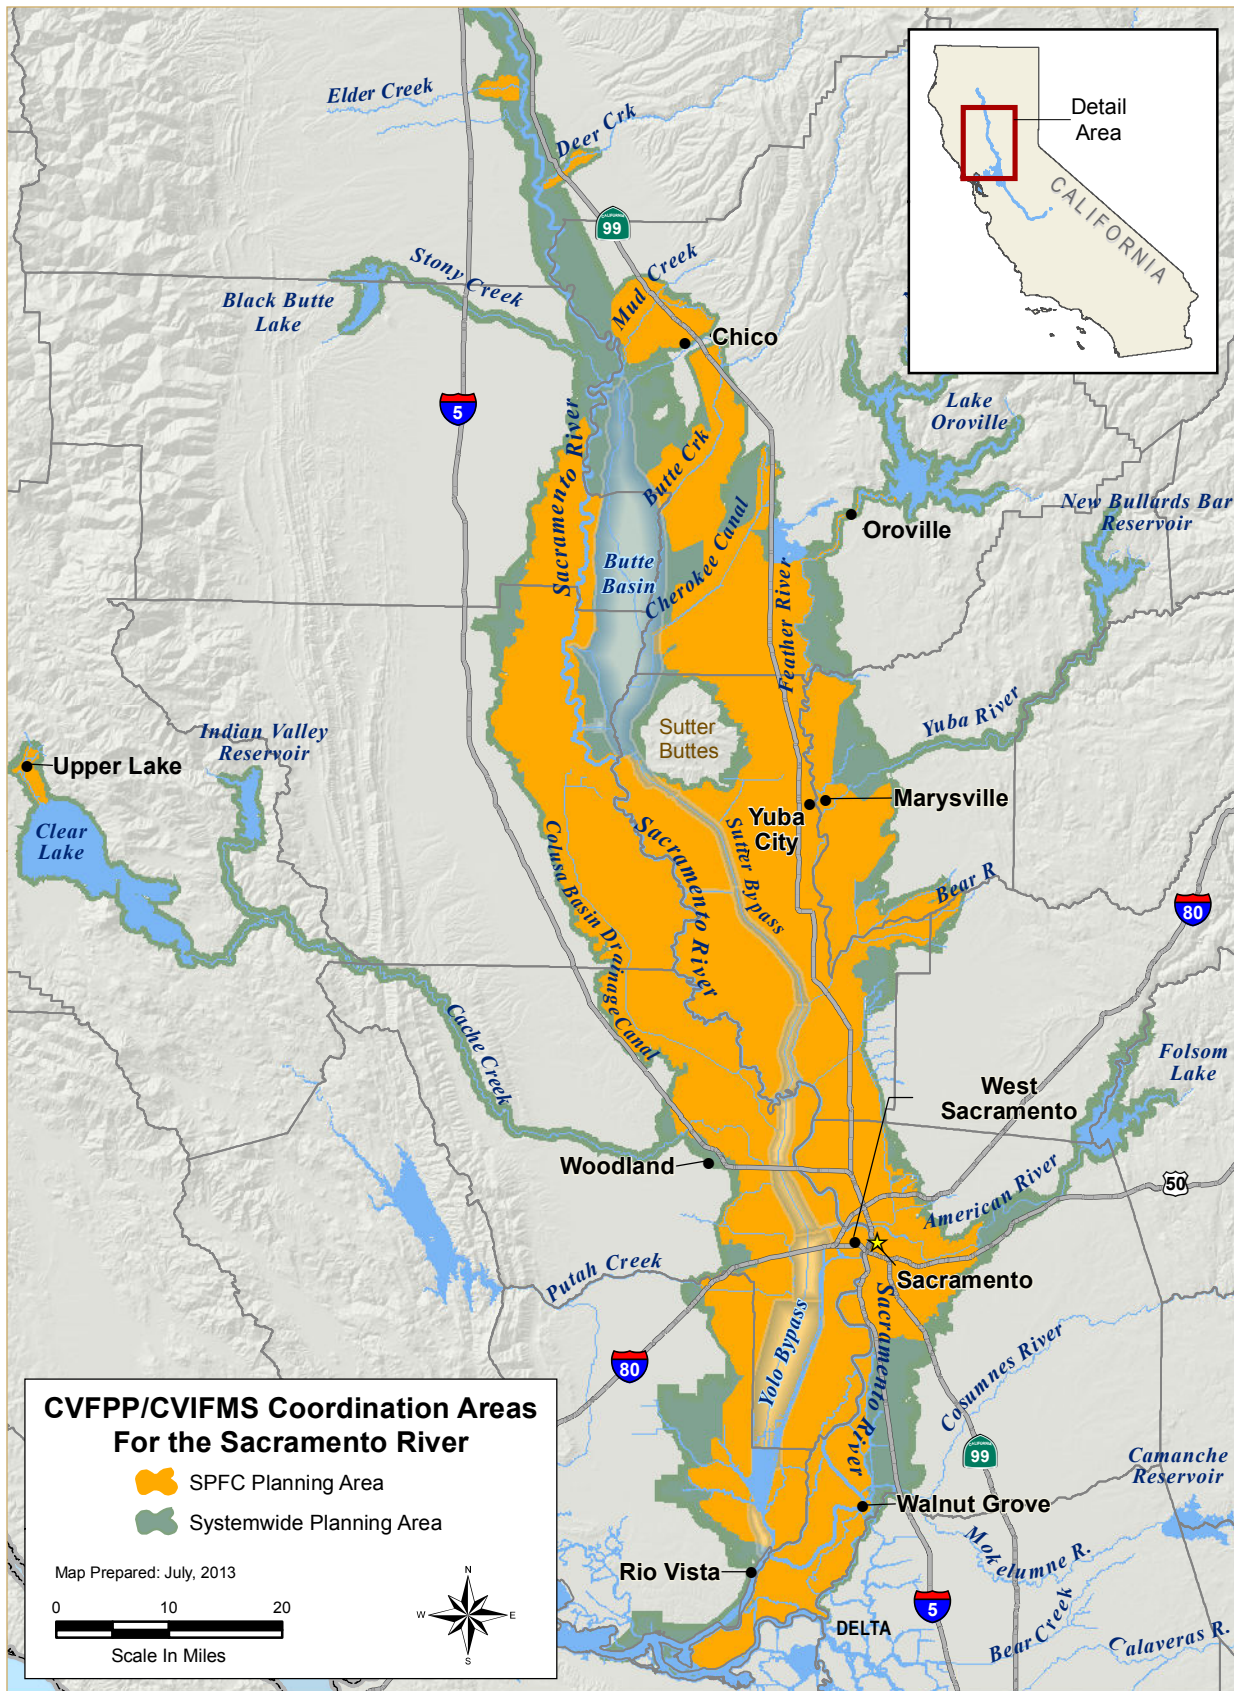 Elder Creek
Deer Crk
CALIFORNIA
99
Detail
Area
CALIFORNIA
Stony Creek
Mud Creek
Black Butte
Lake
Chico
5
Lake
Oroville
Sacramento River
Butte Crk
New Bullards Bar
Reservoir
Oroville
Butte
Basin
Cherokee Canal
Feather River
Yuba River
Sutter
Buttes
Indian Valley
Reservoir
Upper Lake
Marysville
Yuba
City
Clear
Lake
Sacramento River
Sutter Bypass
Colusa Basin Drainage Canal
Bear R
80
Cache Creek
Folsom
Lake
West
Sacramento
Woodland
50
American River
Putah Creek
Sacramento
Sacramento River
Yolo Bypass
80
Cosumnes River
CALIFORNIA
99
Camanche
Reservoir
Walnut Grove
Mokelumne R.
Rio Vista
5
DELTA
Bear Creek
Calaveras R.
CVFPP/CVIFMS Coordination Areas
For the Sacramento River
SPFC Planning Area
Systemwide Planning Area
Map Prepared: July, 2013
0 10 20
Scale In Miles
N
W E
S